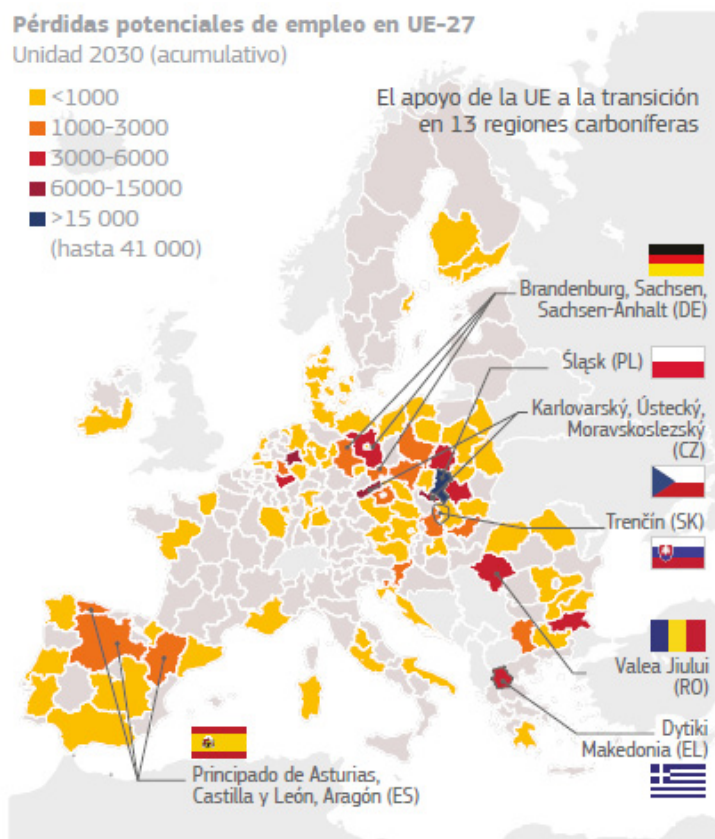 Pérdidas potenciales de empleo en UE-27
Unidad 2030 (acumulativo)
<1000
1000-3000
3000-6000
6000-15000
>15 000
(hasta 41 000)
El apoyo de la UE a la transición
en 13 regiones carboníferas
Brandenburg, Sachsen,
Sachsen-Anhalt (DE)
Śląsk (PL)
Karlovarský, Ústecký,
Moravskoslezský
(CZ)
Trenčín (SK)
Valea Jiului
(RO)
Dytiki
Makedonia (EL)
Principado de Asturias,
Castilla y León, Aragón (ES)